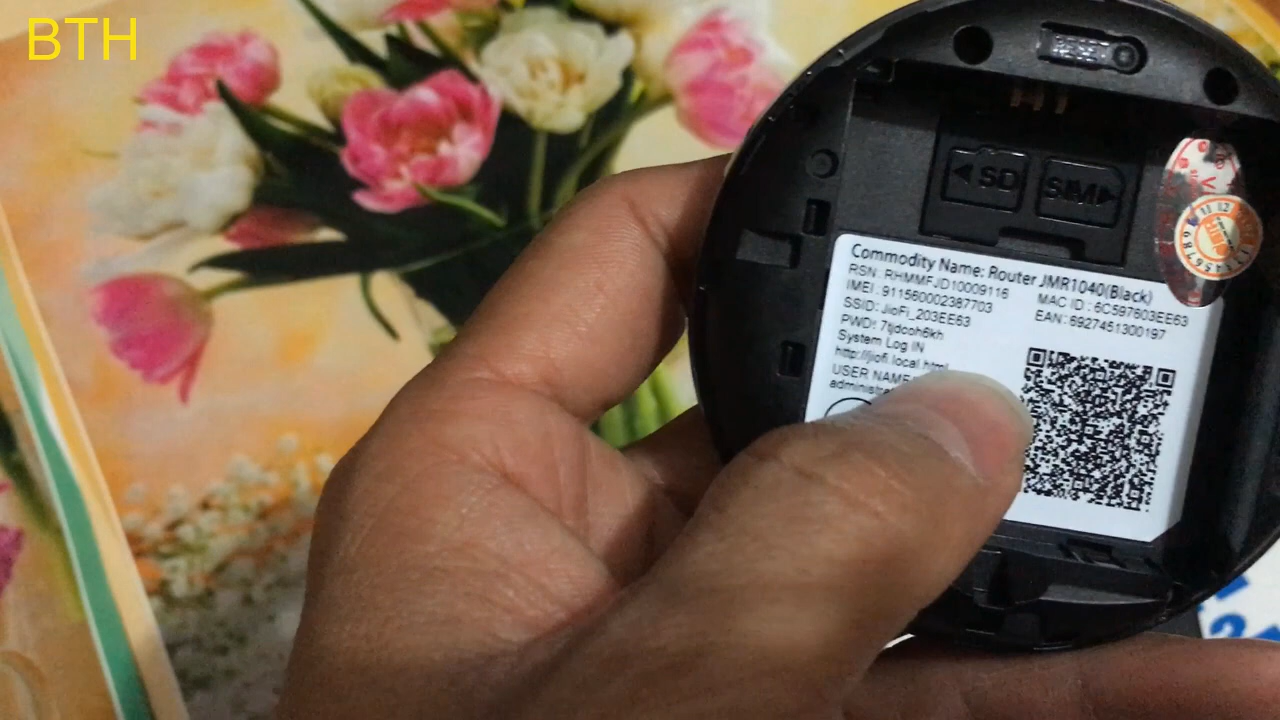 BTH
SD
SIM
Commodity Name: Router JMR1040(Black)
RSN: RHMMFJD10009116
IMEI: 911560002387703
MAC ID: 6C597603EE63
SSID: JioFi_203EE63
EAN: 6927451300197
PWD: 7tjdcoh6kh
System Log IN
http://jiofi.local.html
USER NAME